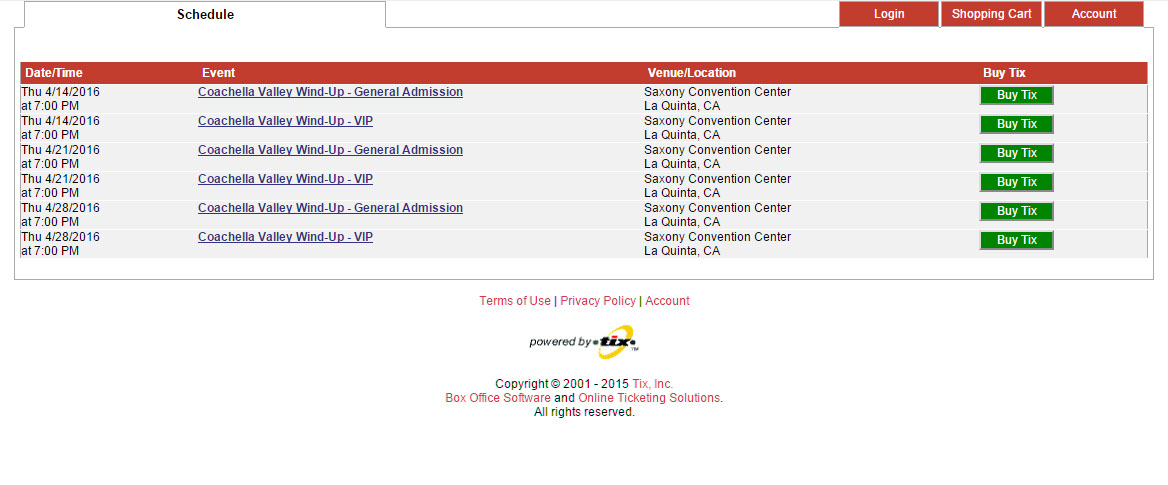 Schedule
Login
Shopping Cart
Account
Date/Time Event Venue/Location Buy Tix
Thu 4/14/2016 Coachella Valley Wind-Up - General Admission Saxony Convention Center Buy Tix
at 7:00 PM La Quinta, CA
Thu 4/14/2016 Coachella Valley Wind-Up - VIP Saxony Convention Center Buy Tix
at 7:00 PM La Quinta, CA
Thu 4/21/2016 Coachella Valley Wind-Up - General Admission Saxony Convention Center Buy Tix
at 7:00 PM La Quinta, CA
Thu 4/21/2016 Coachella Valley Wind-Up - VIP Saxony Convention Center Buy Tix
at 7:00 PM La Quinta, CA
Thu 4/28/2016 Coachella Valley Wind-Up - General Admission Saxony Convention Center Buy Tix
at 7:00 PM La Quinta, CA
Thu 4/28/2016 Coachella Valley Wind-Up - VIP Saxony Convention Center Buy Tix
at 7:00 PM La Quinta, CA
Terms of Use | Privacy Policy | Account
powered by •tix• ™
Copyright © 2001 - 2015 Tix, Inc.
Box Office Software and Online Ticketing Solutions.
All rights reserved.